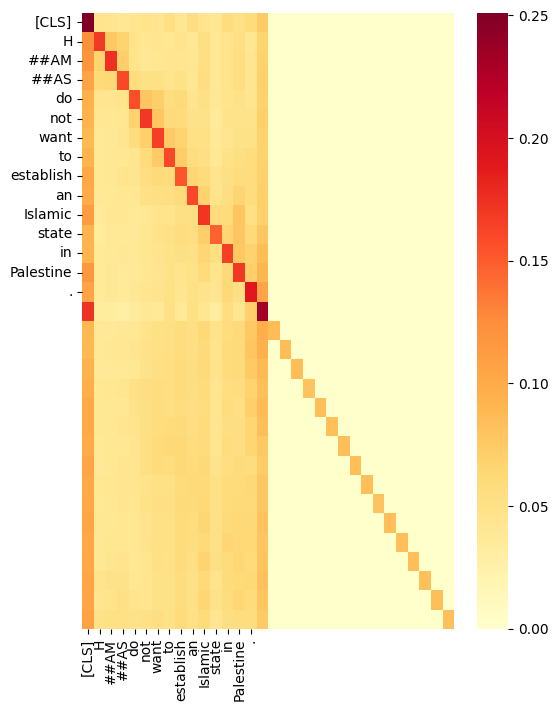 [CLS]
H
##AM
##AS
do
not
want
to
establish
an
Islamic
state
in
Palestine
.
[CLS]
H
##AM
##AS
do
not
want
to
establish
an
Islamic
state
in
Palestine
.
0.25
0.20
0.15
0.10
0.05
0.00